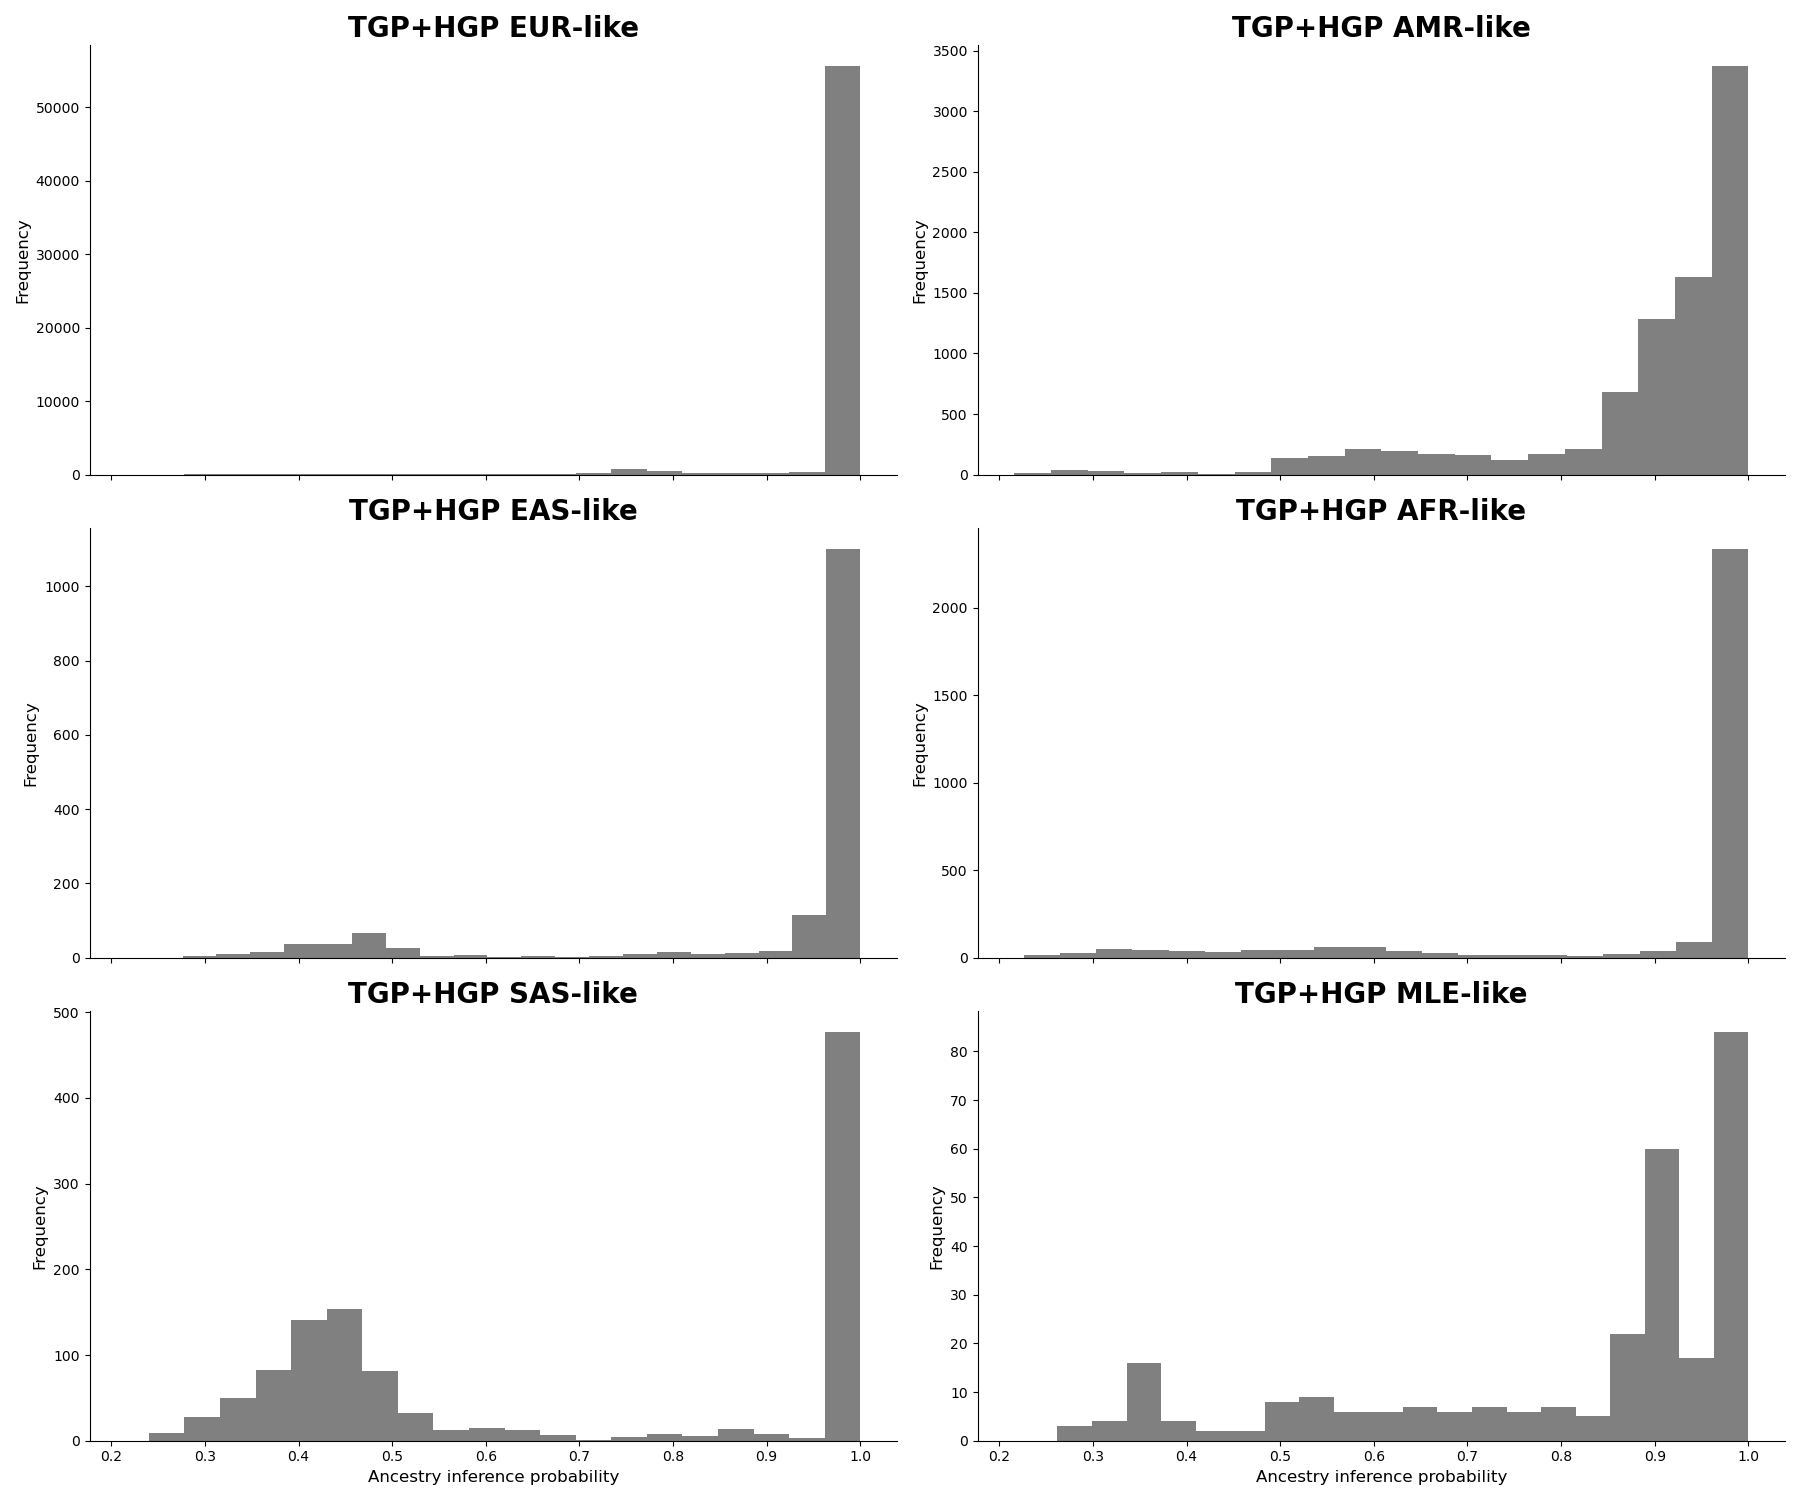 TGP+HGP EUR-like
Frequency
50000
40000
30000
20000
10000
0
TGP+HGP AMR-like
Frequency
3500
3000
2500
2000
1500
1000
500
0
TGP+HGP EAS-like
Frequency
1000
800
600
400
200
0
TGP+HGP AFR-like
Frequency
2000
1500
1000
500
0
TGP+HGP SAS-like
Frequency
500
400
300
200
100
0
0.2 0.3 0.4 0.5 0.6 0.7 0.8 0.9 1.0
Ancestry inference probability
TGP+HGP MLE-like
Frequency
80
70
60
50
40
30
20
10
0
0.2 0.3 0.4 0.5 0.6 0.7 0.8 0.9 1.0
Ancestry inference probability